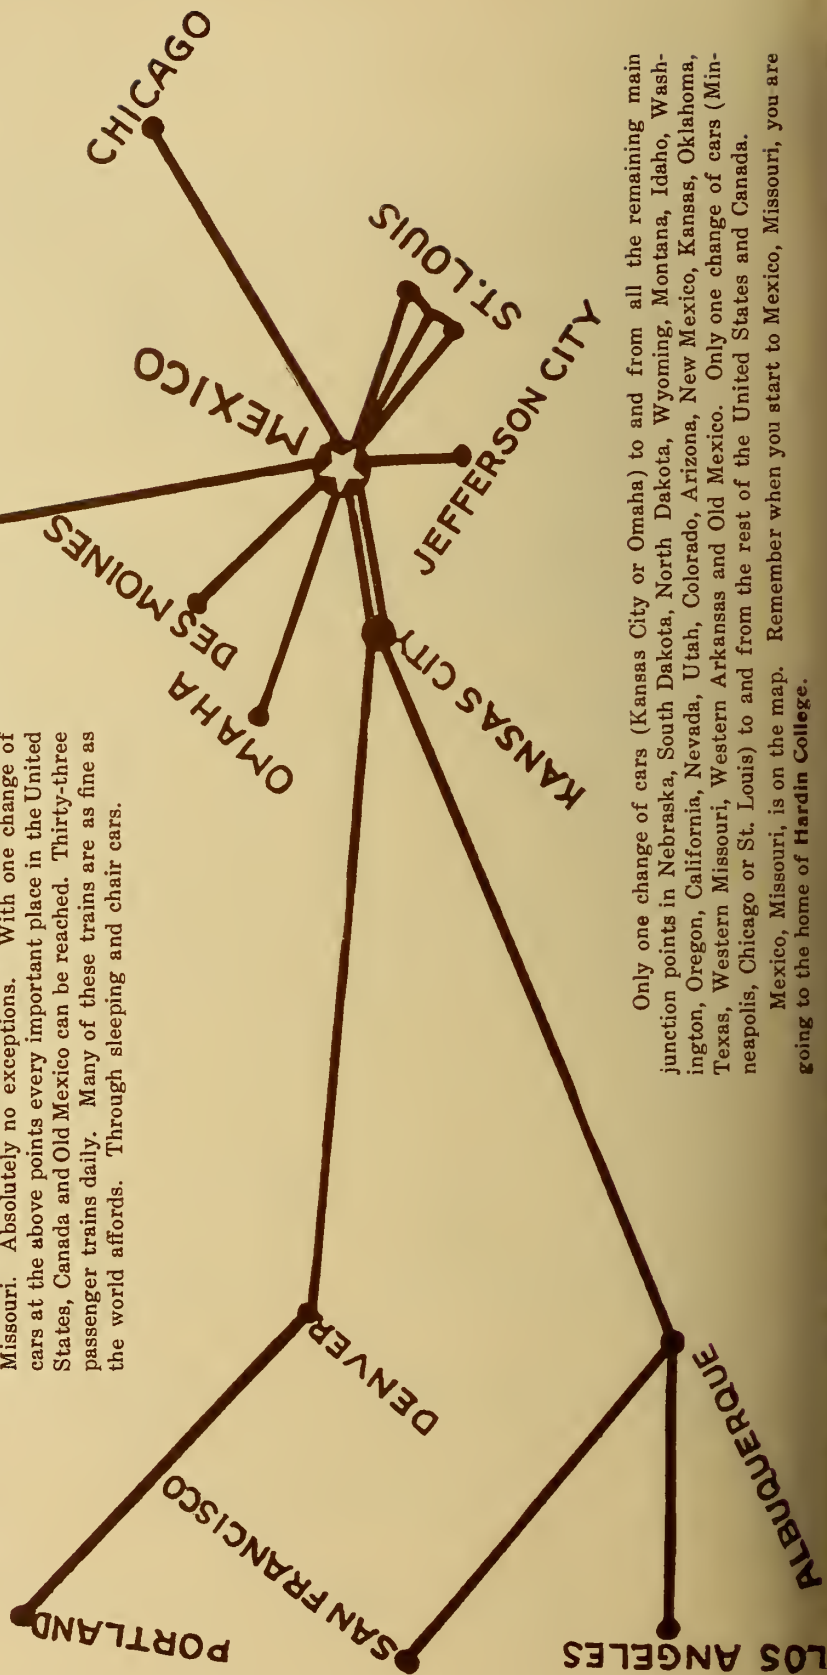 Missouri. Absolutely no exceptions. With one change of
cars at the above points every important place in the United
States, Canada and Old Mexico can be reached. Thirty-three
passenger trains daily. Many of these trains are as fine as
the world affords. Through sleeping and chair cars.
CHICAGO
ST. LOUIS
MEXICO
JEFFERSON CITY
DES MOINES
OMAHA
KANSAS CITY
DENVER
ALBUQUERQUE
PORTLAND
SAN FRANCISCO
LOS ANGELES
Only one change of cars (Kansas City or Omaha) to and from all the remaining main
junction points in Nebraska, South Dakota, North Dakota, Wyoming, Montana, Idaho, Wash-
ington, Oregon, California, Nevada, Utah, Colorado, Arizona, New Mexico, Kansas, Oklahoma,
Texas, Western Missouri, Western Arkansas and Old Mexico. Only one change of cars (Min-
neapolis, Chicago or St. Louis) to and from the rest of the United States and Canada.
Mexico, Missouri, is on the map. Remember when you start to Mexico, Missouri, you are
going to the home of Hardin College.